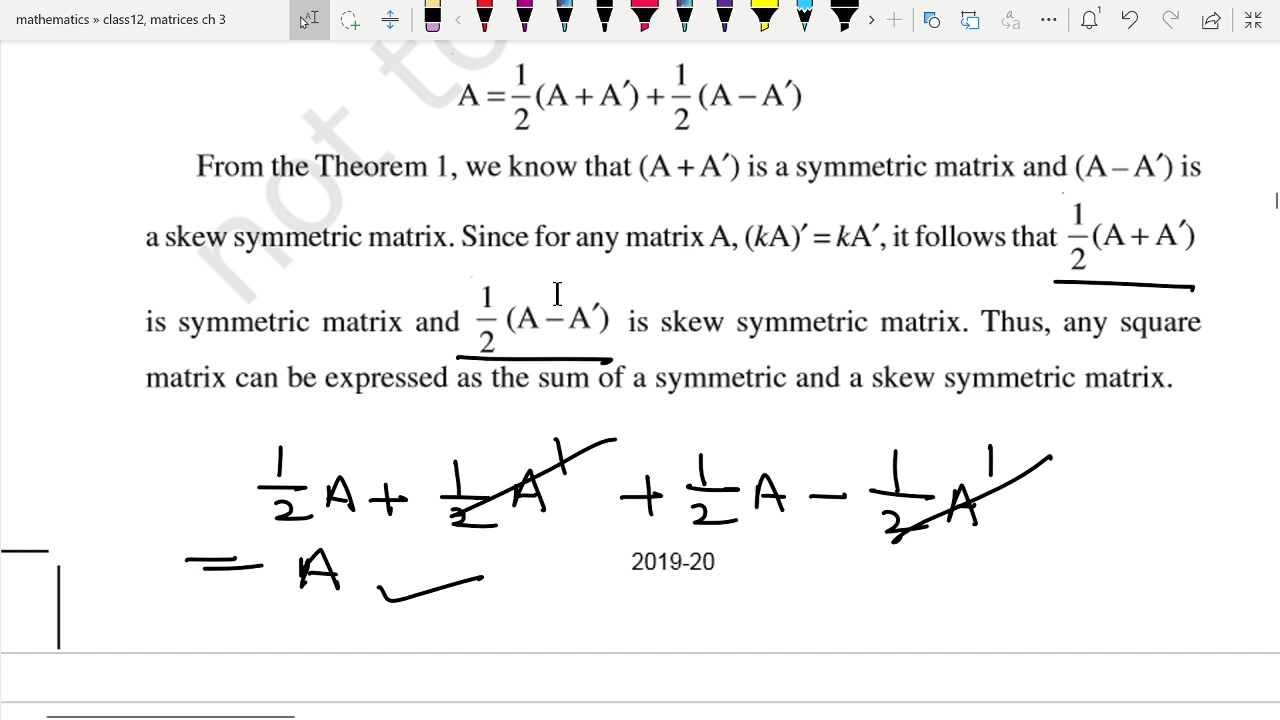 mathematics » class12, matrices ch 3
A = 1/2 (A + A′) + 1/2 (A − A′)
From the Theorem 1, we know that (A + A′) is a symmetric matrix and (A – A′) is
a skew symmetric matrix. Since for any matrix A, (kA)′ = kA′, it follows that 1/2 (A + A′)
is symmetric matrix and 1/2 (A − A′) is skew symmetric matrix. Thus, any square
matrix can be expressed as the sum of a symmetric and a skew symmetric matrix.
1/2 A + 1/2 A′ + 1/2 A − 1/2 A′
= A
2019-20
not to